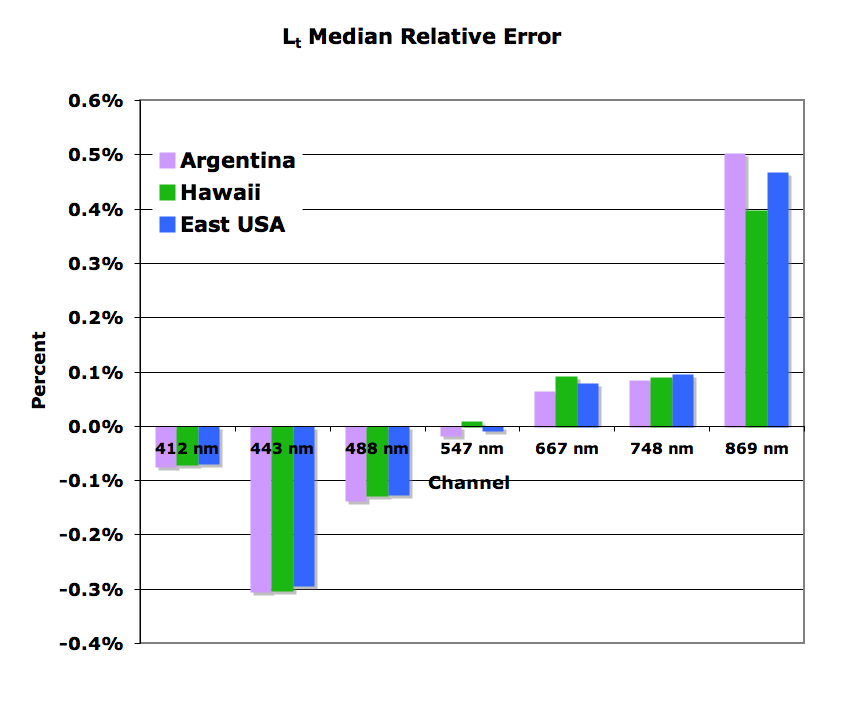 Lt Median Relative Error
0.6%
0.5%
0.4%
0.3%
0.2%
0.1%
0.0%
-0.1%
-0.2%
-0.3%
-0.4%
Percent
Argentina
Hawaii
East USA
412 nm 443 nm 488 nm 547 nm 667 nm 748 nm 869 nm
Channel